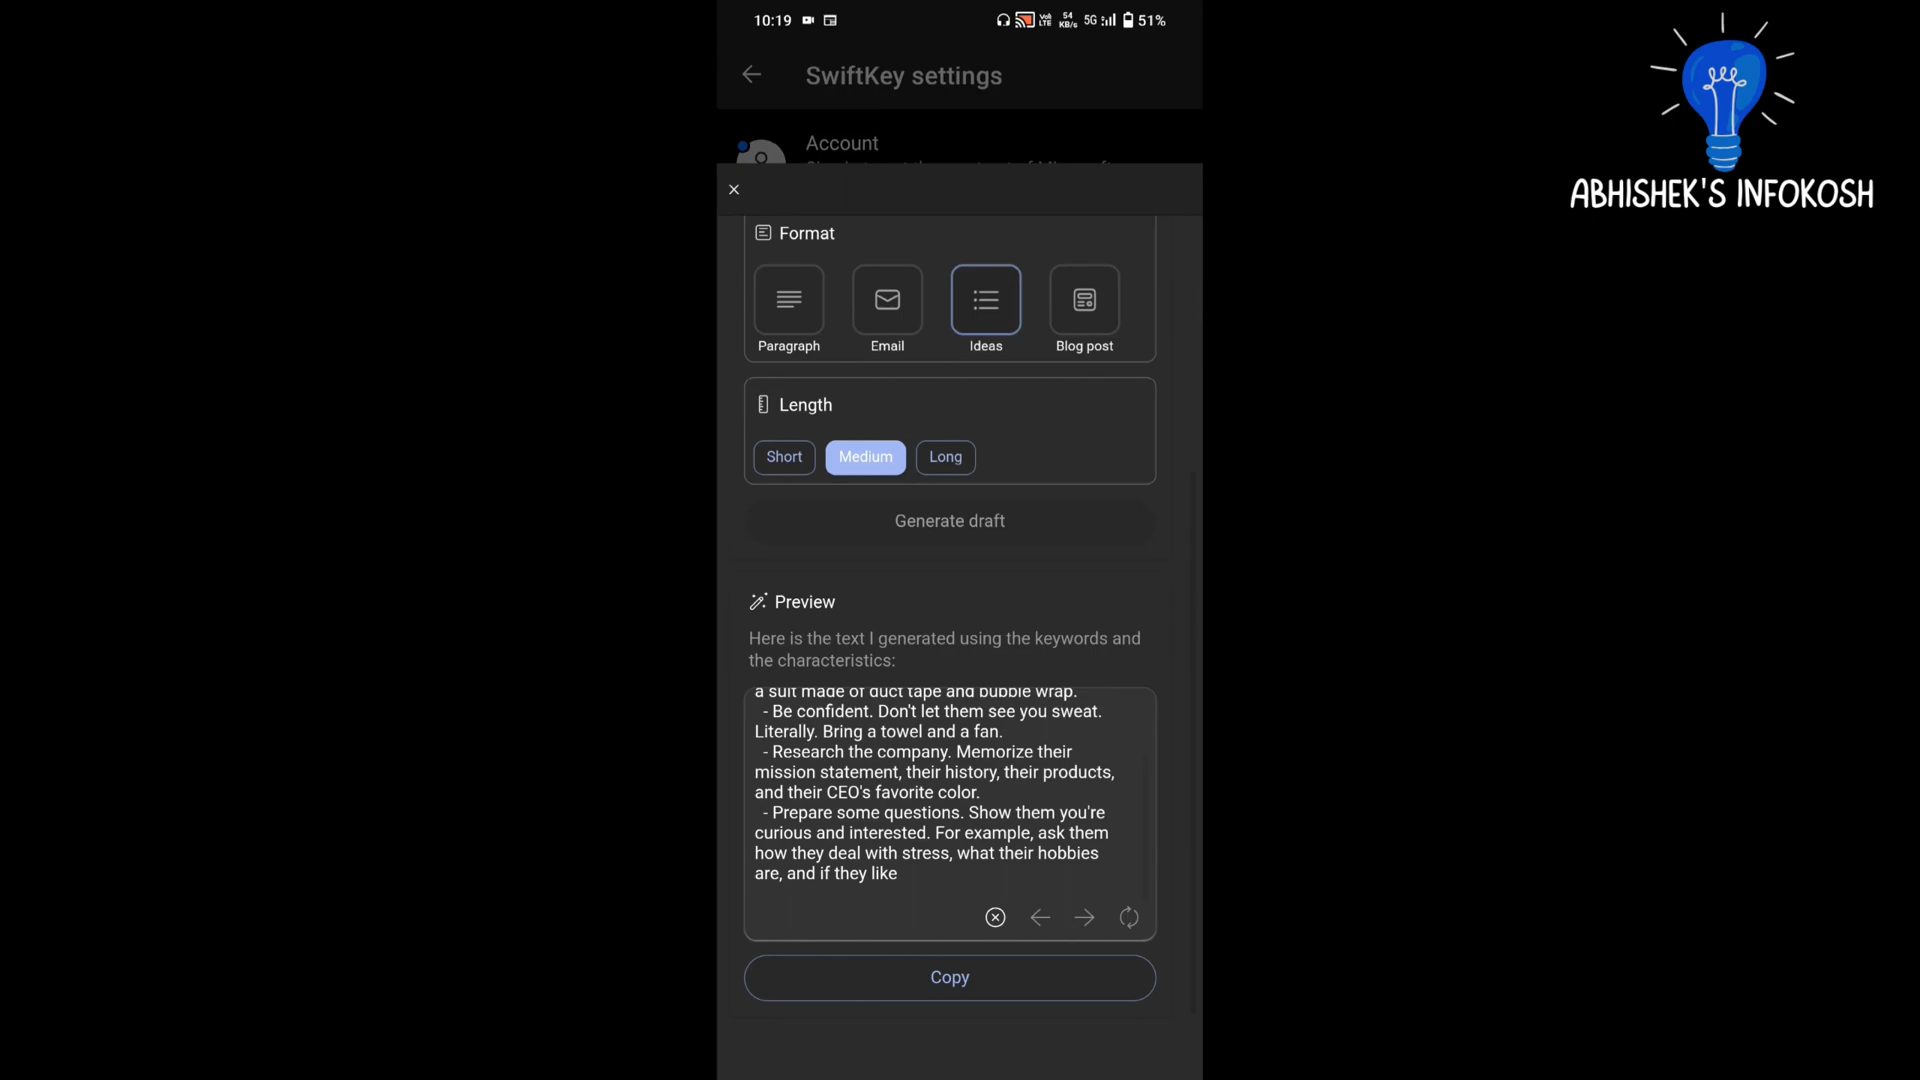 10:19
Vo LTE
54 KB/s
5G
51%
SwiftKey settings
Account
Format
Paragraph
Email
Ideas
Blog post
Length
Short
Medium
Long
Generate draft
Preview
Here is the text I generated using the keywords and
the characteristics:
a suit made of duct tape and bubble wrap.
- Be confident. Don't let them see you sweat.
Literally. Bring a towel and a fan.
- Research the company. Memorize their
mission statement, their history, their products,
and their CEO's favorite color.
- Prepare some questions. Show them you're
curious and interested. For example, ask them
how they deal with stress, what their hobbies
are, and if they like
Copy
ABHISHEK'S INFOKOSH